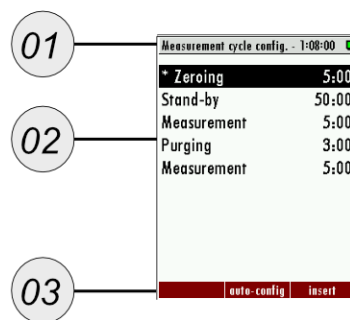 01
Measurement cycle config. - 1:08:00
* Zeroing 5:00
Stand-by 50:00
02
Measurement 5:00
Purging 3:00
Measurement 5:00
03
auto-config insert